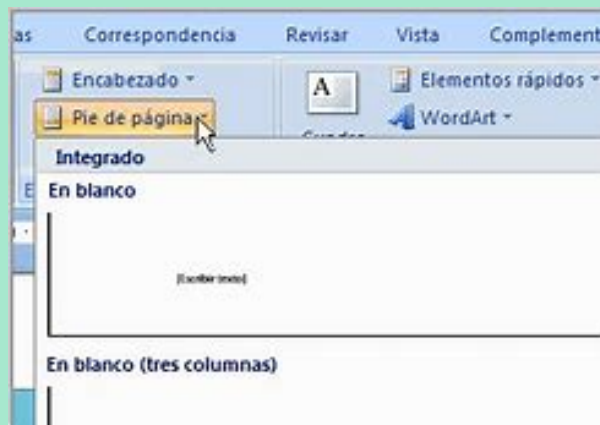 as Correspondencia Revisar Vista Complement
Encabezado A Elementos rápidos
Pie de página WordArt
Integrado
E En blanco
[Escribir texto]
En blanco (tres columnas)